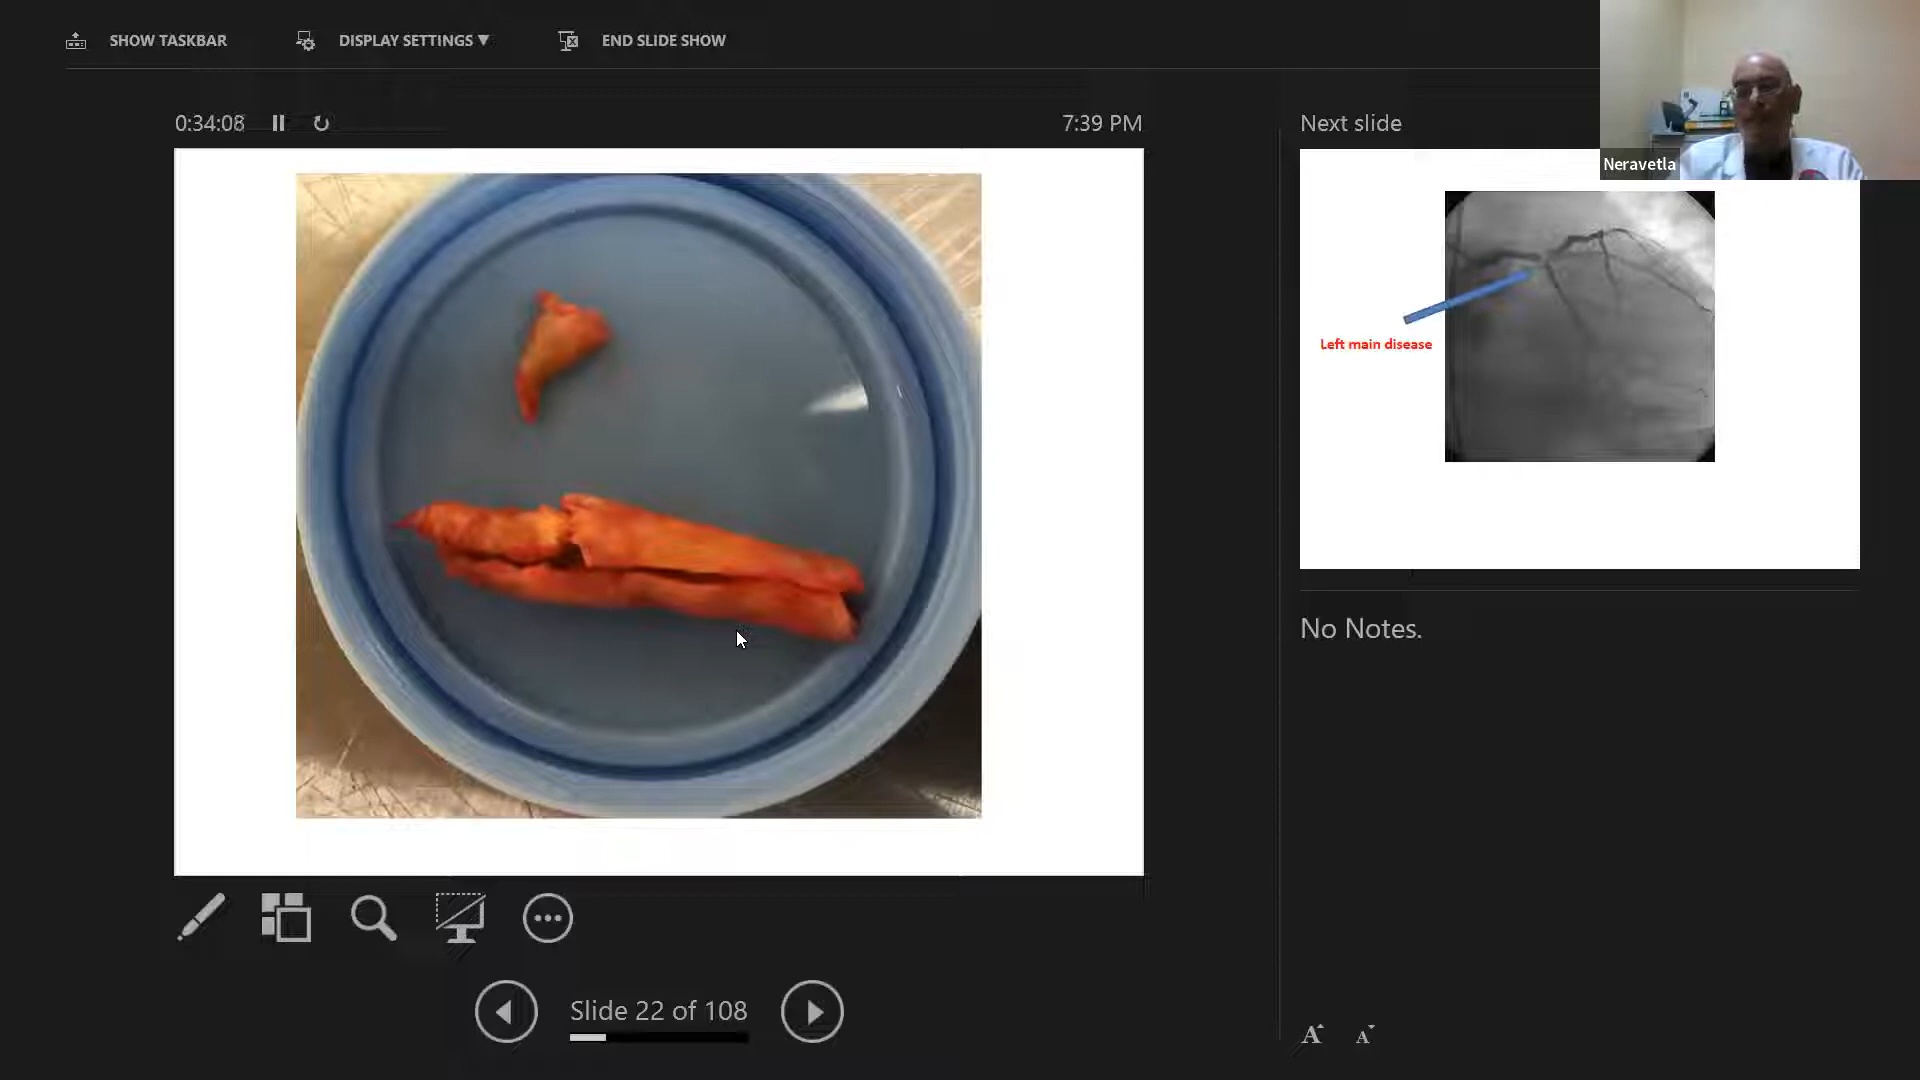 SHOW TASKBAR
DISPLAY SETTINGS ▼
END SLIDE SHOW
0:34:08
7:39 PM
Next slide
Neravetla
Left main disease
No Notes.
Slide 22 of 108
A
A